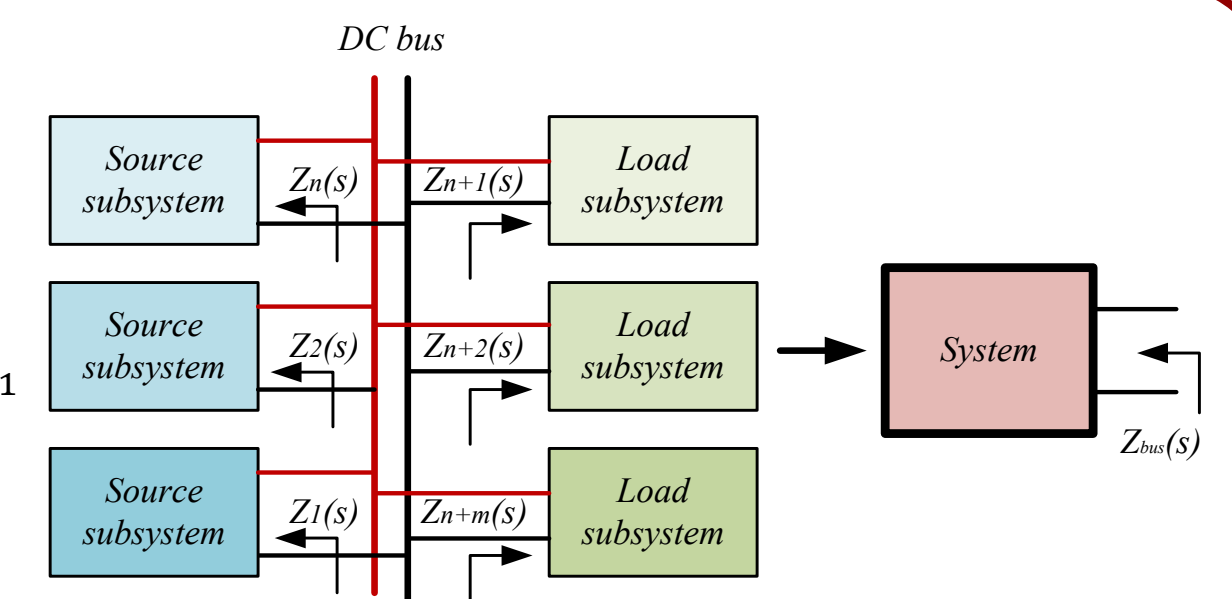 DC bus
Source
subsystem
Zn(s)
Zn+1(s)
Load
subsystem
Source
subsystem
Z2(s)
Zn+2(s)
Load
subsystem
System
Zbus(s)
1
Source
subsystem
Z1(s)
Zn+m(s)
Load
subsystem